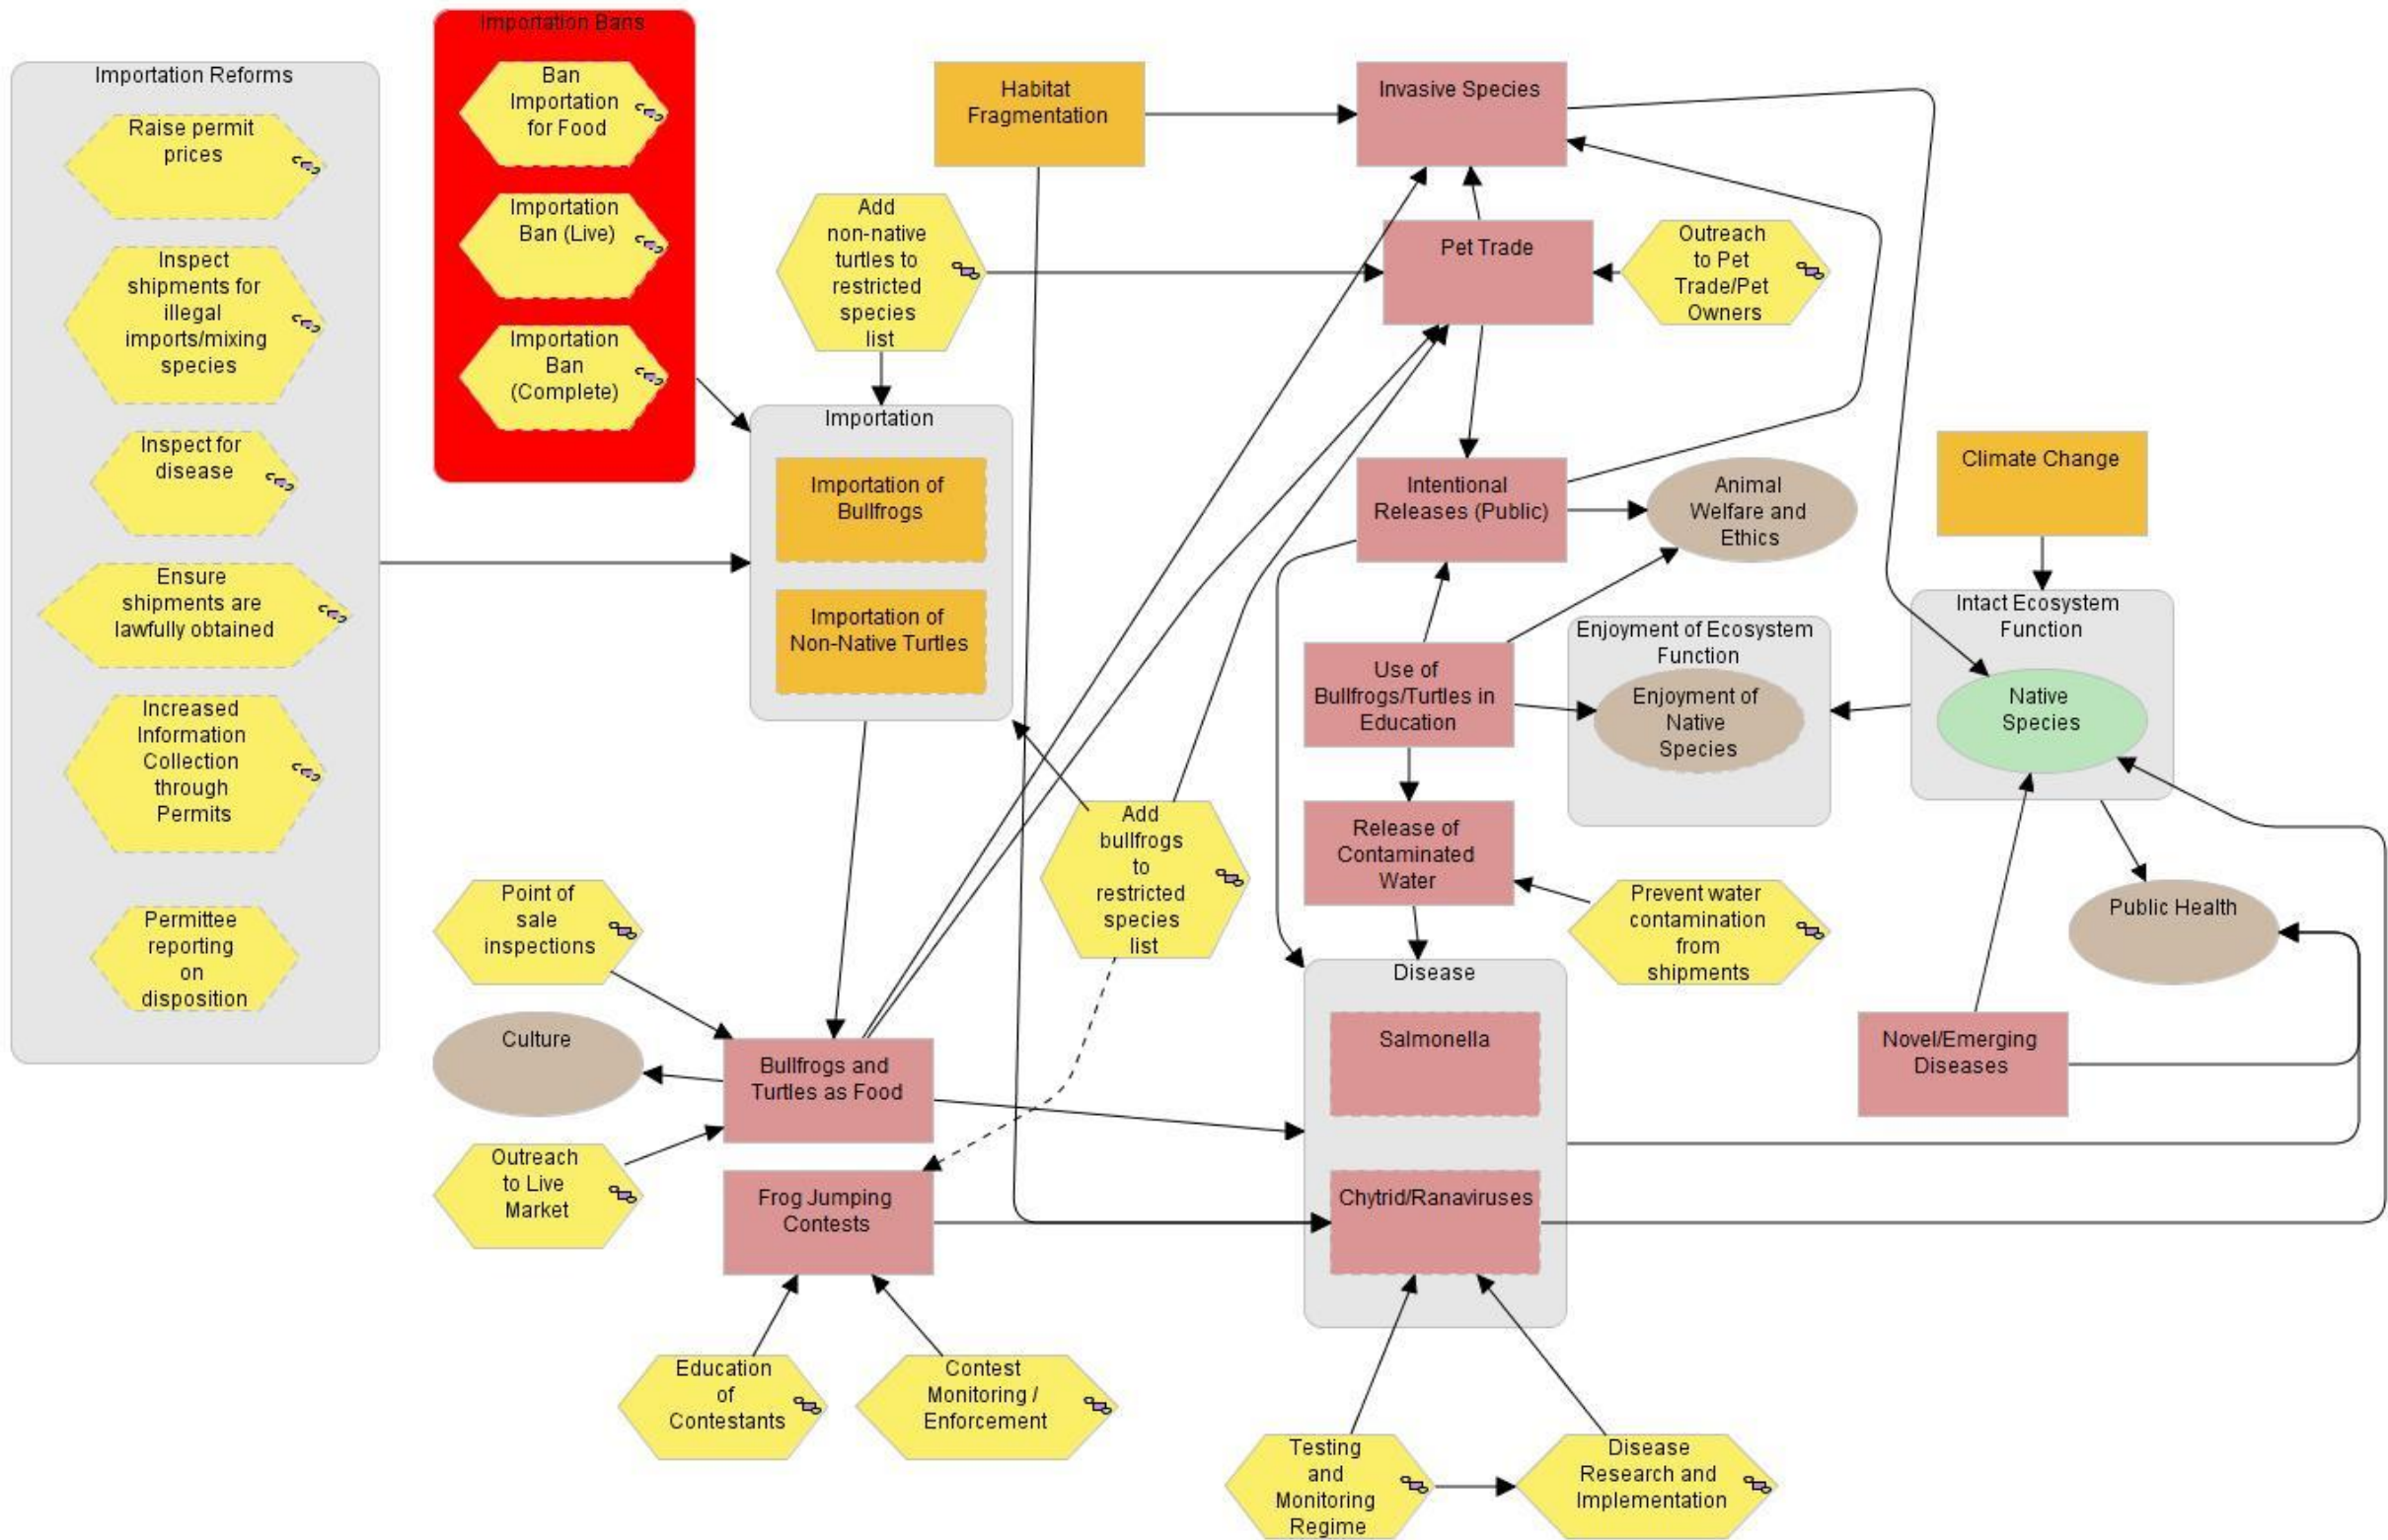 Importation Bans
Importation Reforms
Raise permit
prices
Inspect
shipments for
illegal
imports/mixing
species
Inspect for
disease
Ensure
shipments are
lawfully obtained
Increased
Information
Collection
through
Permits
Permittee
reporting
on
disposition
Ban
Importation
for Food
Importation
Ban (Live)
Importation
Ban
(Complete)
Habitat
Fragmentation
Invasive Species
Add
non-native
turtles to
restricted
species
list
Pet Trade
Outreach
to Pet
Trade/Pet
Owners
Importation
Importation of
Bullfrogs
Importation of
Non-Native Turtles
Intentional
Releases (Public)
Animal
Welfare and
Ethics
Climate Change
Intact Ecosystem
Function
Native
Species
Enjoyment of Ecosystem
Function
Enjoyment of
Native
Species
Use of
Bullfrogs/Turtles in
Education
Release of
Contaminated
Water
Add
bullfrogs
to
restricted
species
list
Prevent water
contamination
from
shipments
Public Health
Point of
sale
inspections
Culture
Outreach
to Live
Market
Bullfrogs and
Turtles as Food
Frog Jumping
Contests
Disease
Salmonella
Chytrid/Ranaviruses
Novel/Emerging
Diseases
Education
of
Contestants
Contest
Monitoring /
Enforcement
Testing
and
Monitoring
Regime
Disease
Research and
Implementation